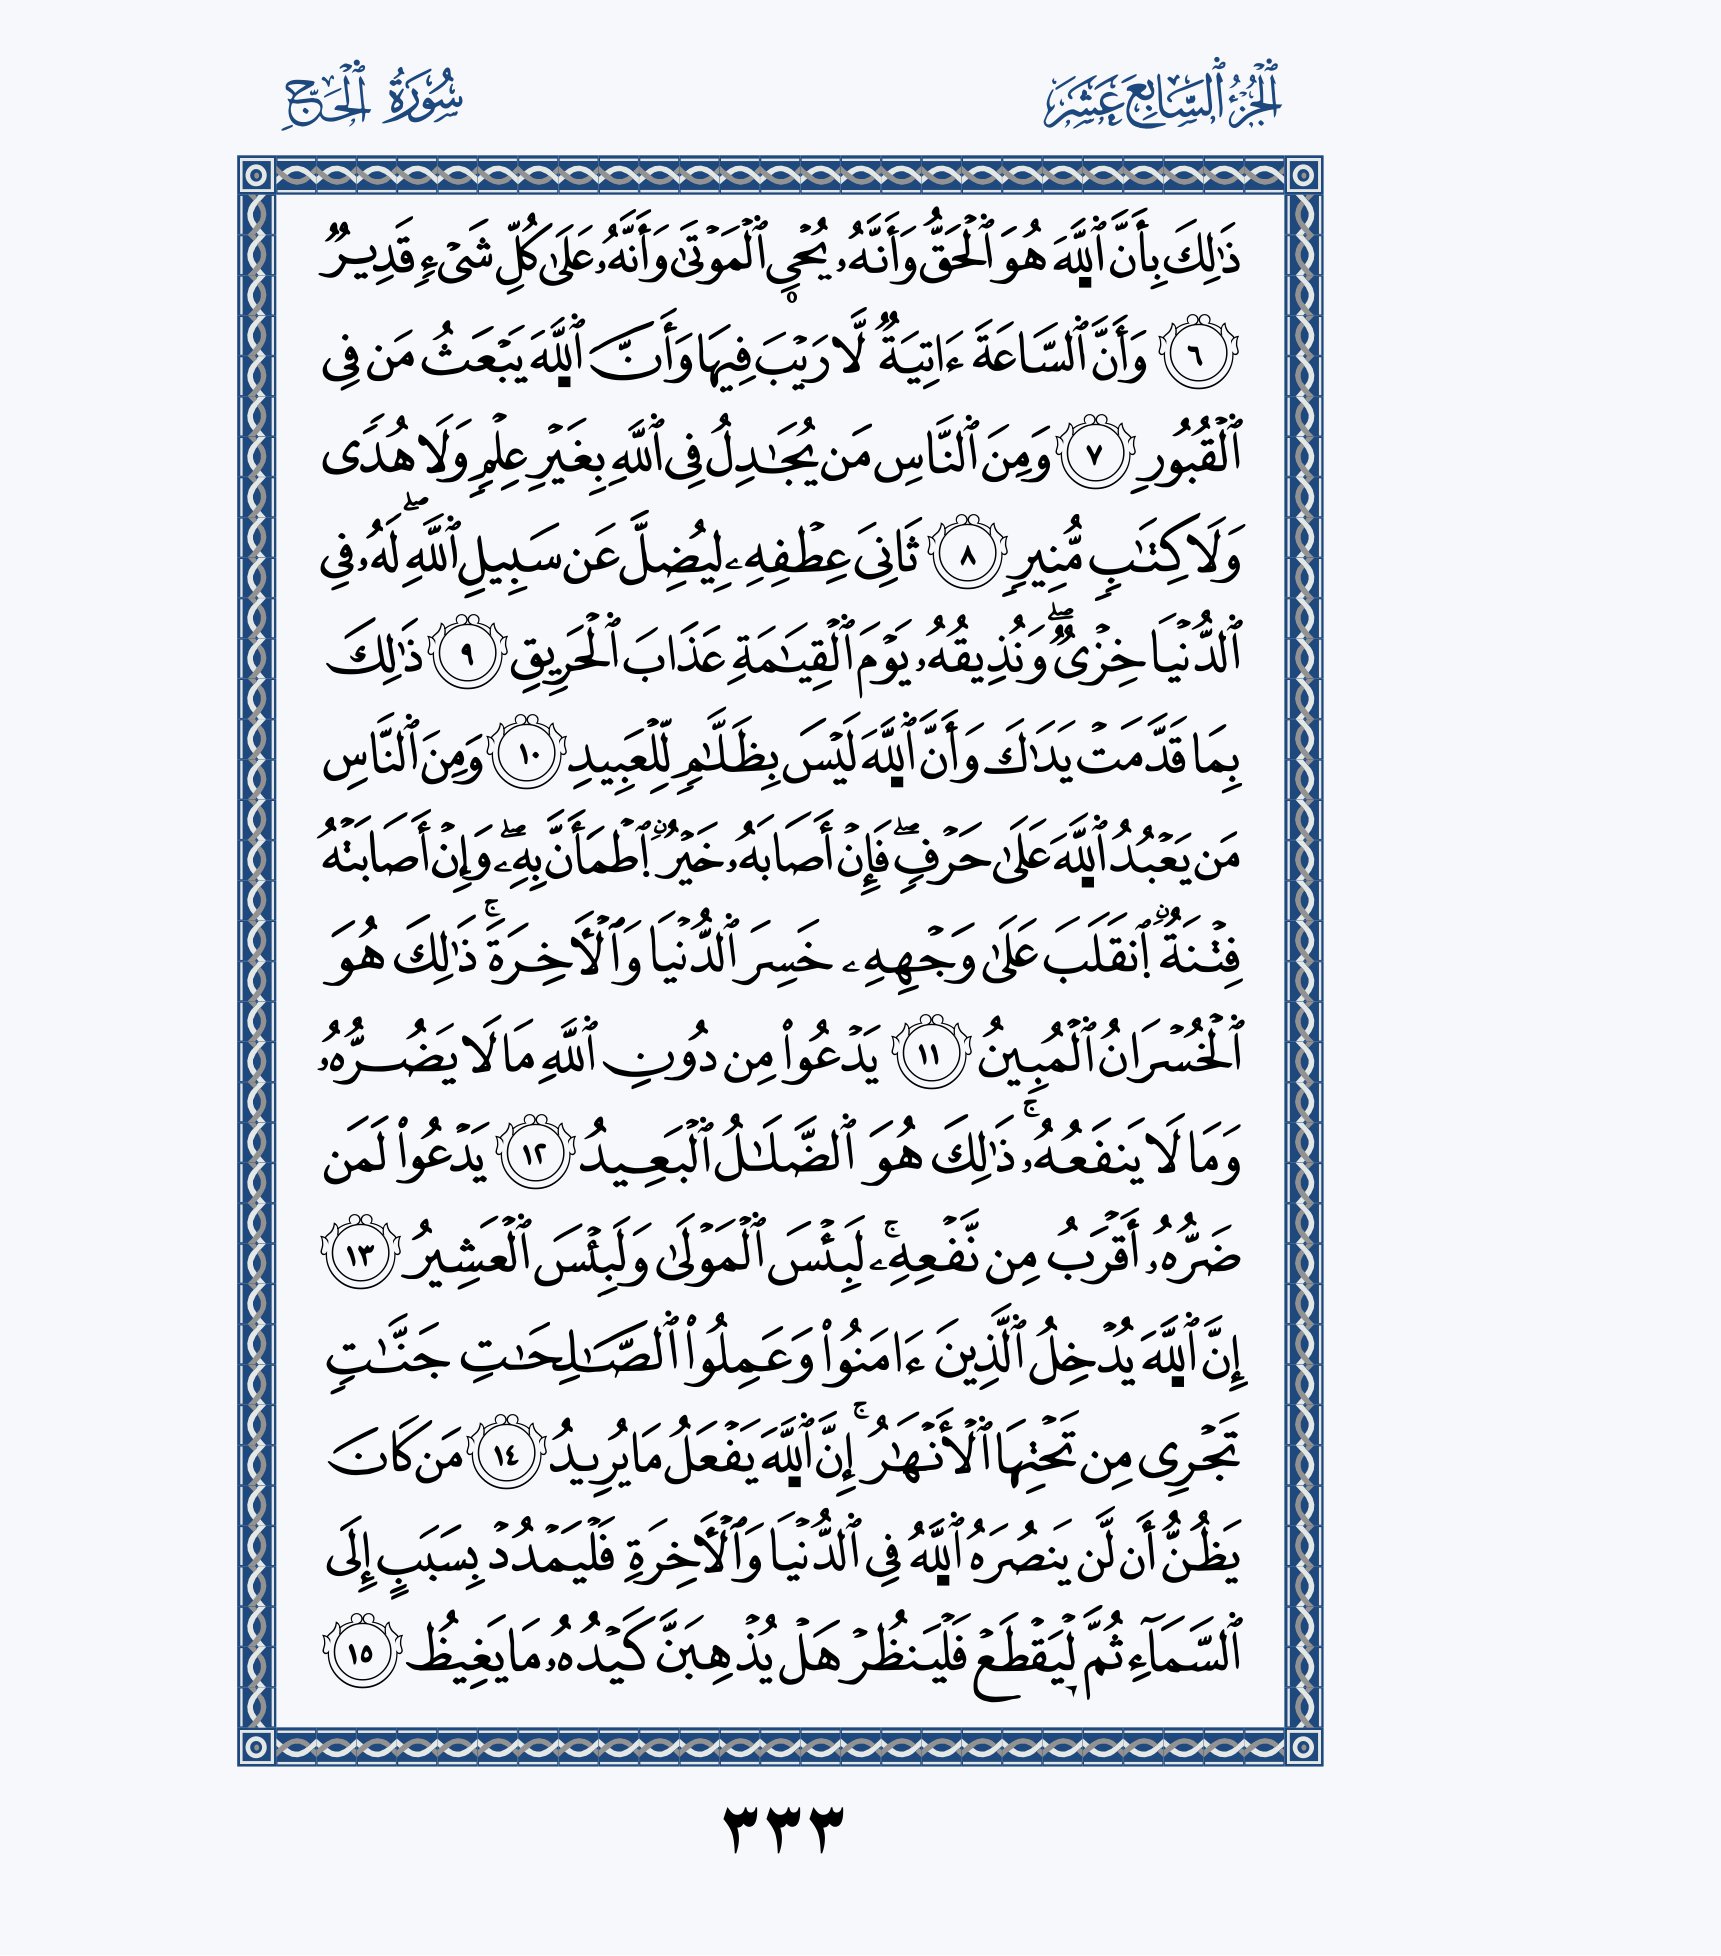 ٱلْجُزْءُ ٱلسَّابِعَ عَشَرَ
سُورَةُ ٱلْحَجِّ
ذَٰلِكَ بِأَنَّ ٱللَّهَ هُوَ ٱلْحَقُّ وَأَنَّهُۥ يُحْيِ ٱلْمَوْتَىٰ وَأَنَّهُۥ عَلَىٰ كُلِّ شَىْءٍ قَدِيرٌ
٦ وَأَنَّ ٱلسَّاعَةَ ءَاتِيَةٌ لَّا رَيْبَ فِيهَا وَأَنَّ ٱللَّهَ يَبْعَثُ مَن فِى
ٱلْقُبُورِ ٧ وَمِنَ ٱلنَّاسِ مَن يُجَـٰدِلُ فِى ٱللَّهِ بِغَيْرِ عِلْمٍ وَلَا هُدًى
وَلَا كِتَـٰبٍ مُّنِيرٍ ٨ ثَانِىَ عِطْفِهِۦ لِيُضِلَّ عَن سَبِيلِ ٱللَّهِ ۖ لَهُۥ فِى
ٱلدُّنْيَا خِزْىٌ ۖ وَنُذِيقُهُۥ يَوْمَ ٱلْقِيَـٰمَةِ عَذَابَ ٱلْحَرِيقِ ٩ ذَٰلِكَ
بِمَا قَدَّمَتْ يَدَاكَ وَأَنَّ ٱللَّهَ لَيْسَ بِظَلَّـٰمٍ لِّلْعَبِيدِ ١٠ وَمِنَ ٱلنَّاسِ
مَن يَعْبُدُ ٱللَّهَ عَلَىٰ حَرْفٍ ۖ فَإِنْ أَصَابَهُۥ خَيْرٌ ٱطْمَأَنَّ بِهِۦ ۖ وَإِنْ أَصَابَتْهُ
فِتْنَةٌ ٱنقَلَبَ عَلَىٰ وَجْهِهِۦ خَسِرَ ٱلدُّنْيَا وَٱلْأَخِرَةَ ۚ ذَٰلِكَ هُوَ
ٱلْخُسْرَانُ ٱلْمُبِينُ ١١ يَدْعُوا۟ مِن دُونِ ٱللَّهِ مَا لَا يَضُرُّهُۥ
وَمَا لَا يَنفَعُهُۥ ۚ ذَٰلِكَ هُوَ ٱلضَّلَـٰلُ ٱلْبَعِيدُ ١٢ يَدْعُوا۟ لَمَن
ضَرُّهُۥٓ أَقْرَبُ مِن نَّفْعِهِۦ ۚ لَبِئْسَ ٱلْمَوْلَىٰ وَلَبِئْسَ ٱلْعَشِيرُ ١٣
إِنَّ ٱللَّهَ يُدْخِلُ ٱلَّذِينَ ءَامَنُوا۟ وَعَمِلُوا۟ ٱلصَّـٰلِحَـٰتِ جَنَّـٰتٍ
تَجْرِى مِن تَحْتِهَا ٱلْأَنْهَـٰرُ ۚ إِنَّ ٱللَّهَ يَفْعَلُ مَا يُرِيدُ ١٤ مَن كَانَ
يَظُنُّ أَن لَّن يَنصُرَهُ ٱللَّهُ فِى ٱلدُّنْيَا وَٱلْأَخِرَةِ فَلْيَمْدُدْ بِسَبَبٍ إِلَى
ٱلسَّمَآءِ ثُمَّ لِيَقْطَعْ فَلْيَنظُرْ هَلْ يُذْهِبَنَّ كَيْدُهُۥ مَا يَغِيظُ ١٥
٣٣٣